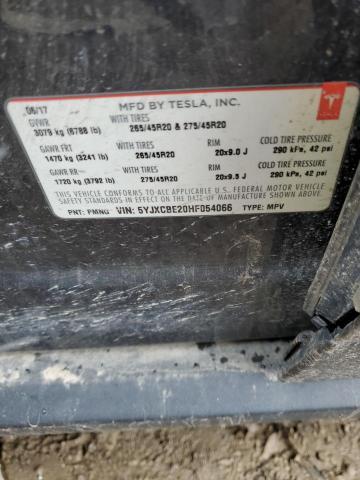 06/17 MFD BY TESLA, INC.
GVWR WITH TIRES
3079 kg (6788 lb) 265/45R20 & 275/45R20
GAWR FRT WITH TIRES RIM COLD TIRE PRESSURE
1470 kg (3241 lb) 265/45R20 20x9.0 J 290 kPa, 42 psi
GAWR RR WITH TIRES RIM COLD TIRE PRESSURE
1720 kg (3792 lb) 275/45R20 20x9.5 J 290 kPa, 42 psi
THIS VEHICLE CONFORMS TO ALL APPLICABLE U.S. FEDERAL MOTOR VEHICLE
SAFETY STANDARDS IN EFFECT ON THE DATE OF MANUFACTURE SHOWN ABOVE.
PNT: PMNG VIN: 5YJXCBE20HF054066 TYPE: MPV
TESLA